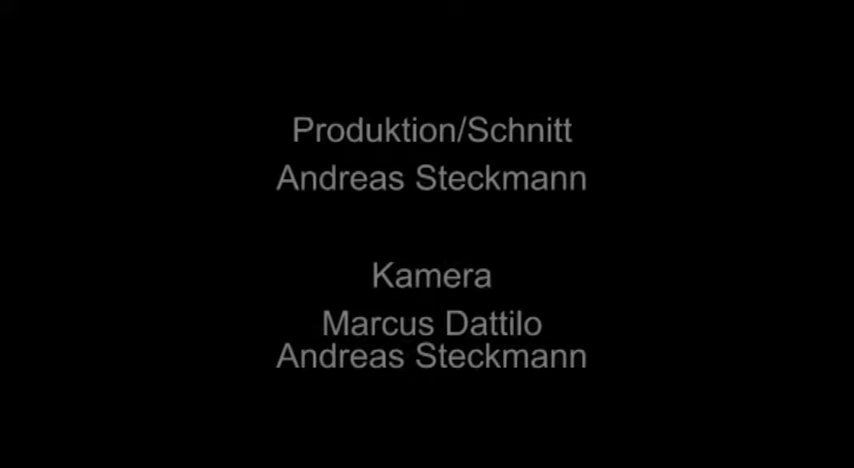 Produktion/Schnitt
Andreas Steckmann
Kamera
Marcus Dattilo
Andreas Steckmann